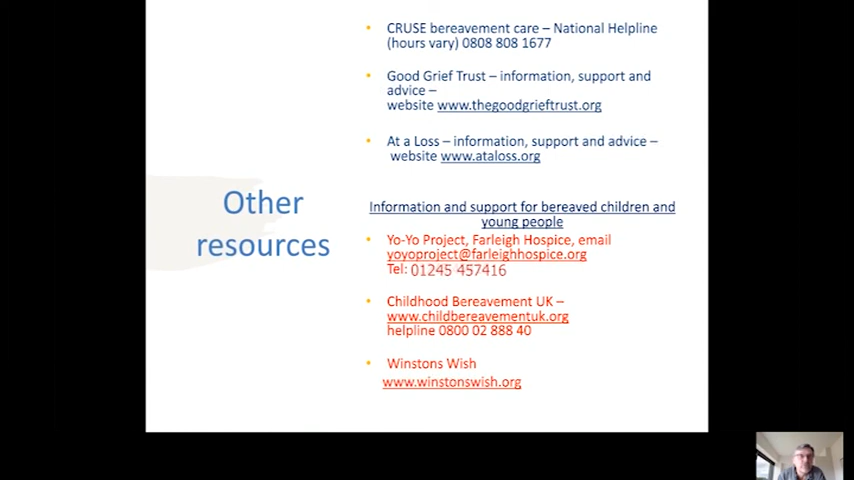 Other
resources
CRUSE bereavement care – National Helpline
(hours vary) 0808 808 1677
Good Grief Trust – information, support and
advice –
website www.thegoodgrieftrust.org
At a Loss – information, support and advice –
website www.ataloss.org
Information and support for bereaved children and
young people
Yo-Yo Project, Farleigh Hospice, email
yoyoproject@farleighhospice.org
Tel: 01245 457416
Childhood Bereavement UK –
www.childbereavementuk.org
helpline 0800 02 888 40
Winstons Wish
www.winstonswish.org